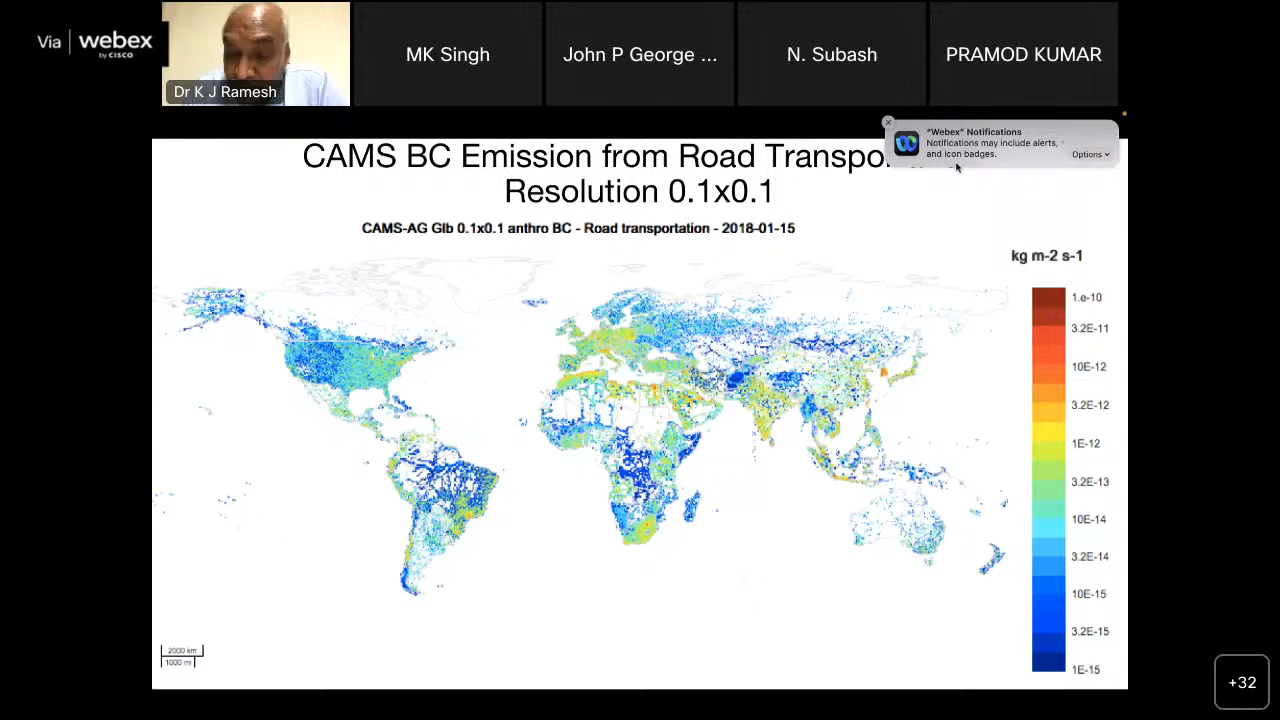 Via webex
by CISCO
Dr K J Ramesh
MK Singh
John P George ...
N. Subash
PRAMOD KUMAR
"Webex" Notifications
Notifications may include alerts,
and icon badges.
Options
CAMS BC Emission from Road Transpo
Resolution 0.1x0.1
CAMS-AG Glb 0.1x0.1 anthro BC - Road transportation - 2018-01-15
kg m-2 s-1
1.e-10
3.2E-11
10E-12
3.2E-12
1E-12
3.2E-13
10E-14
3.2E-14
10E-15
3.2E-15
1E-15
2000 km
1000 mi
+32